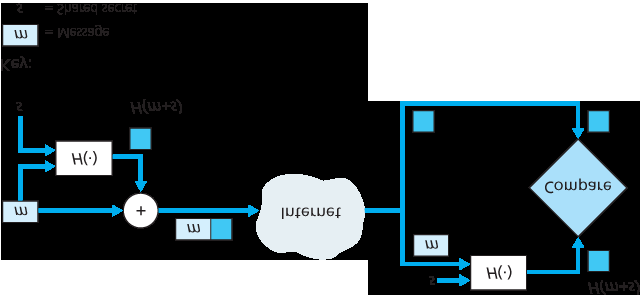 s = Shared secret
m = Message
Key:
s
H(m+s)
H(·)
m
+
m
Internet
Compare
m
s
H(·)
H(m+s)